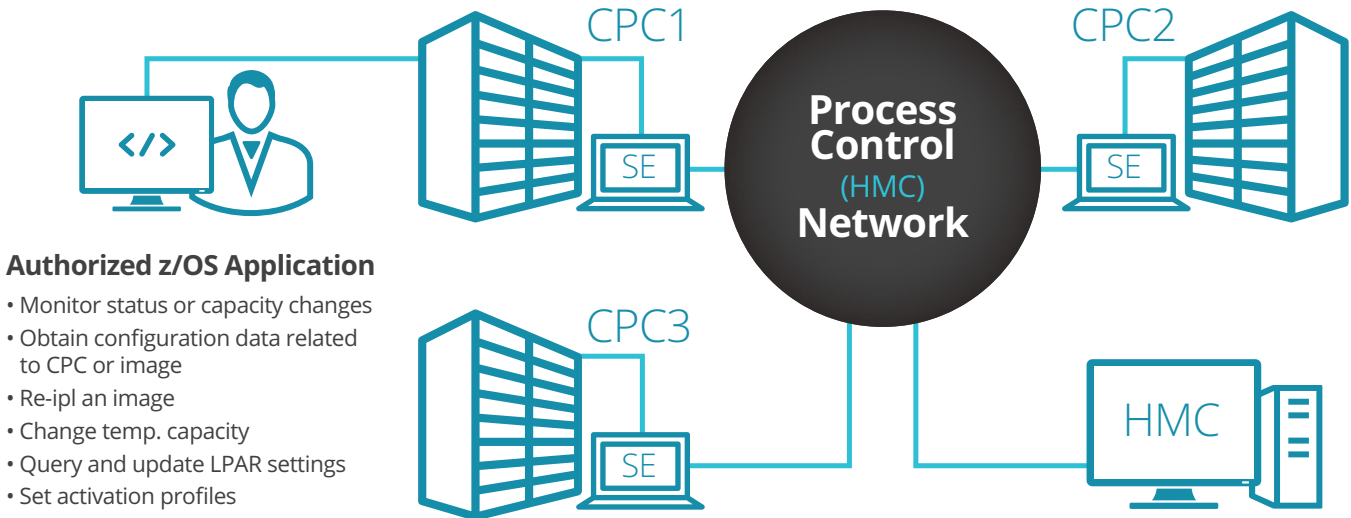 CPC1
CPC2
</>
SE
Process
Control
(HMC)
Network
SE
Authorized z/OS Application
• Monitor status or capacity changes
• Obtain configuration data related
to CPC or image
• Re-ipl an image
• Change temp. capacity
• Query and update LPAR settings
• Set activation profiles
CPC3
SE
HMC